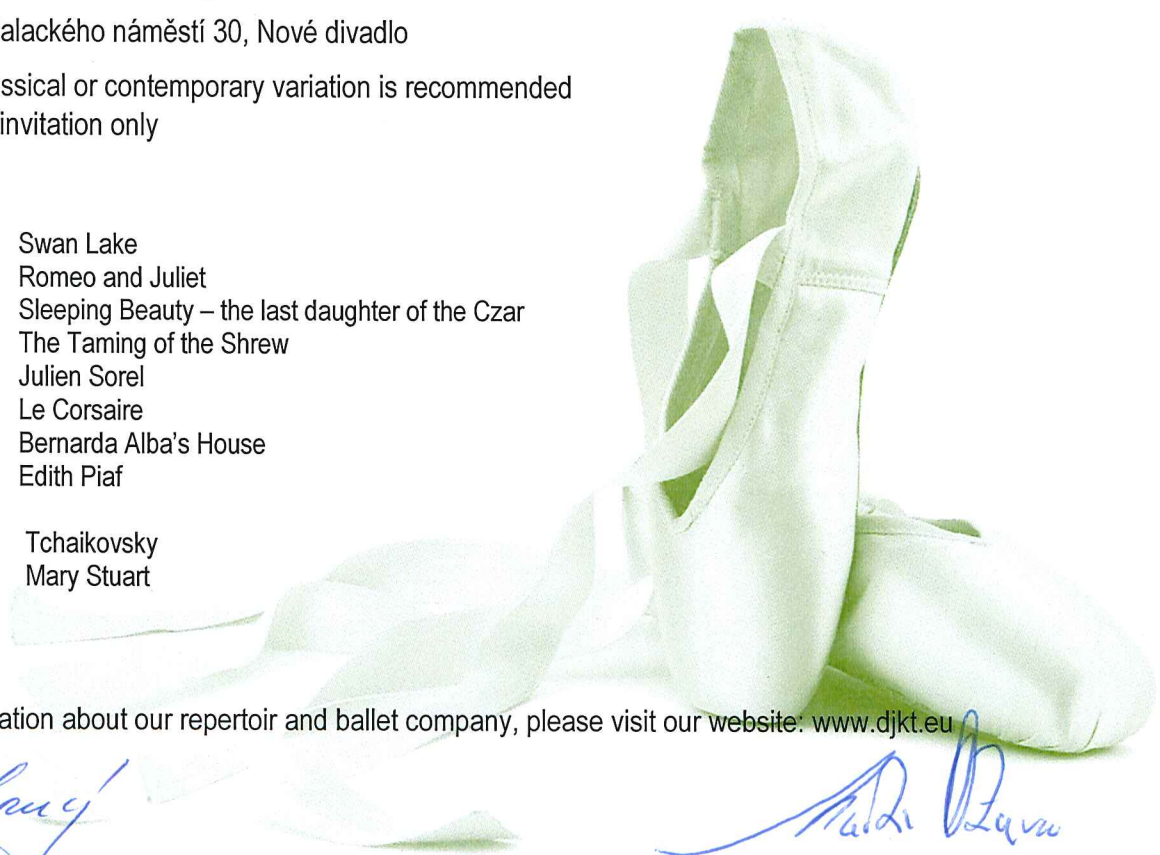 alackého náměstí 30, Nové divadlo
ssical or contemporary variation is recommended
invitation only
Swan Lake
Romeo and Juliet
Sleeping Beauty – the last daughter of the Czar
The Taming of the Shrew
Julien Sorel
Le Corsaire
Bernarda Alba's House
Edith Piaf
Tchaikovsky
Mary Stuart
ation about our repertoir and ballet company, please visit our website: www.djkt.eu